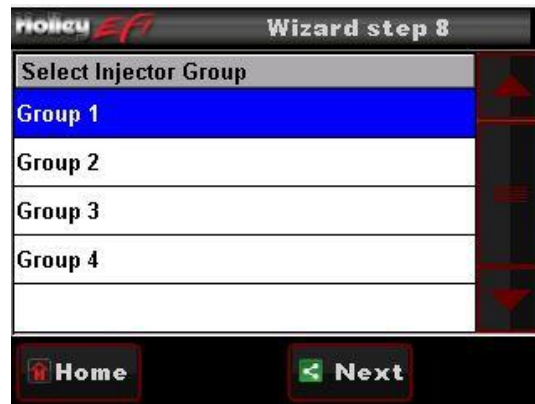 Holley EFI Wizard step 8
Select Injector Group
Group 1
Group 2
Group 3
Group 4
Home Next